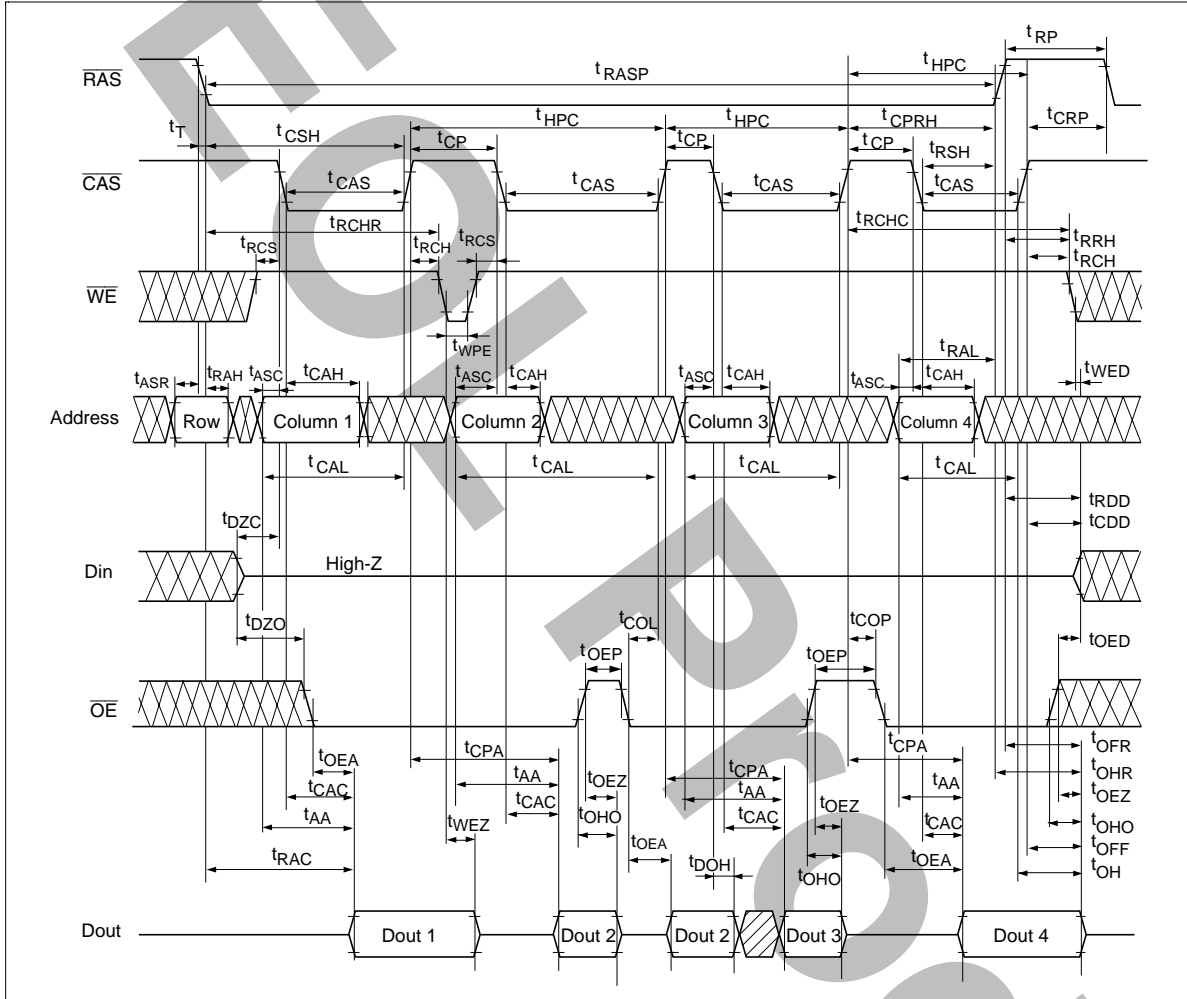 tRP
RAS
tRASP
tHPC
tT
tCSH
tHPC
tHPC
tCPRH
tCRP
tCP
tCP
tCP
tRSH
CAS
tCAS
tCAS
tCAS
tCAS
tRCHR
tRCHC
tRCS
tRCH
tRCS
tRRH
tRCH
WE
tWPE
tRAL
tWED
tASR
tRAH
tASC
tCAH
tASC
tCAH
tASC
tCAH
tASC
tCAH
Address
Row
Column 1
Column 2
Column 3
Column 4
tCAL
tCAL
tCAL
tCAL
tRDD
tDZC
tCDD
Din
High-Z
tDZO
tCOL
tCOP
tOED
tOEP
tOEP
OE
tOEA
tCPA
tCPA
tOFR
tCAC
tAA
tOEZ
tCPA
tOHR
tAA
tCAC
tOHO
tAA
tOEZ
tAA
tOEZ
tWEZ
tCAC
tCAC
tOHO
tRAC
tOEA
tDOH
tOHO
tOEA
tOFF
tOH
Dout
Dout 1
Dout 2
Dout 2
Dout 3
Dout 4
EOL Pro